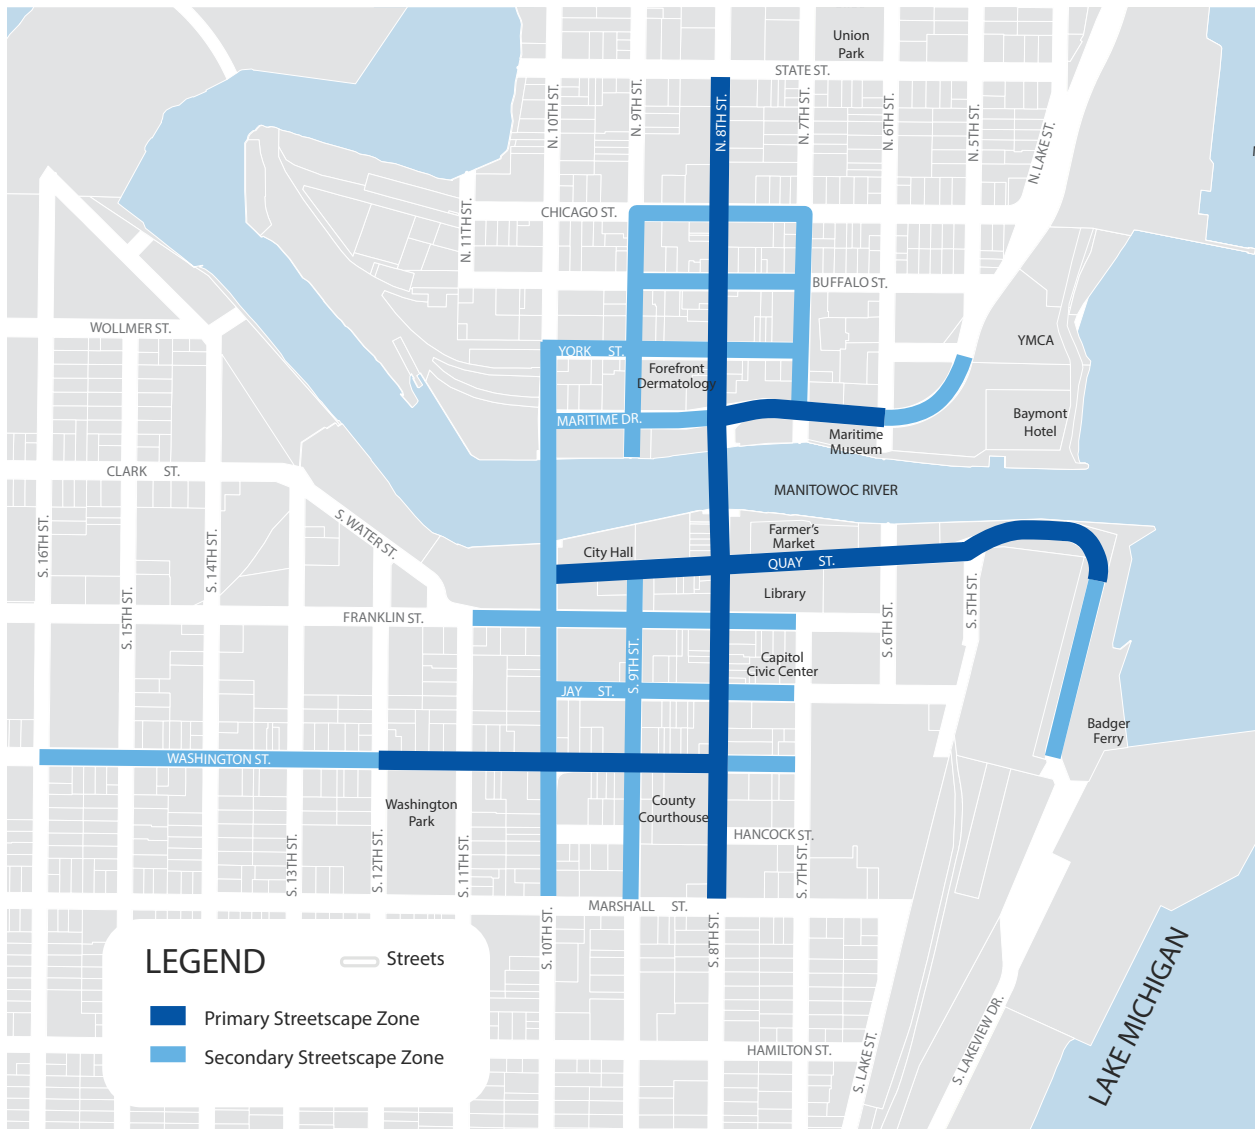 Union
Park
STATE ST.
N. 10TH ST.
N. 9TH ST.
N. 8TH ST.
N. 7TH ST.
N. 6TH ST.
N. 5TH ST.
N. LAKE ST.
N. 11TH ST.
CHICAGO ST.
BUFFALO ST.
WOLLMER ST.
YORK ST.
YMCA
Forefront
Dermatology
MARITIME DR.
Maritime
Museum
Baymont
Hotel
CLARK ST.
MANITOWOC RIVER
S. WATER ST.
S. 16TH ST.
S. 15TH ST.
S. 14TH ST.
City Hall
Farmer's
Market
QUAY ST.
Library
FRANKLIN ST.
S. 9TH ST.
S. 6TH ST.
S. 5TH ST.
Capitol
Civic Center
JAY ST.
Badger
Ferry
WASHINGTON ST.
Washington
Park
County
Courthouse
HANCOCK ST.
S. 13TH ST.
S. 12TH ST.
S. 11TH ST.
S. 7TH ST.
MARSHALL ST.
S. 10TH ST.
S. 8TH ST.
HAMILTON ST.
S. LAKE ST.
S. LAKEVIEW DR.
LAKE MICHIGAN
LEGEND
Streets
Primary Streetscape Zone
Secondary Streetscape Zone